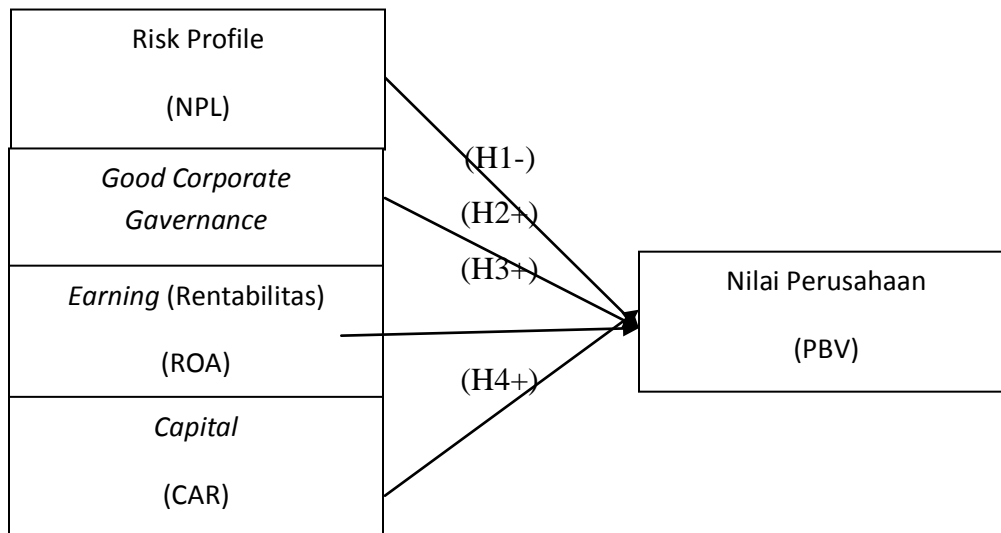 Risk Profile
(NPL)
Good Corporate
Gavernance
Earning (Rentabilitas)
(ROA)
Capital
(CAR)
(H1-)
(H2+)
(H3+)
(H4+)
Nilai Perusahaan
(PBV)